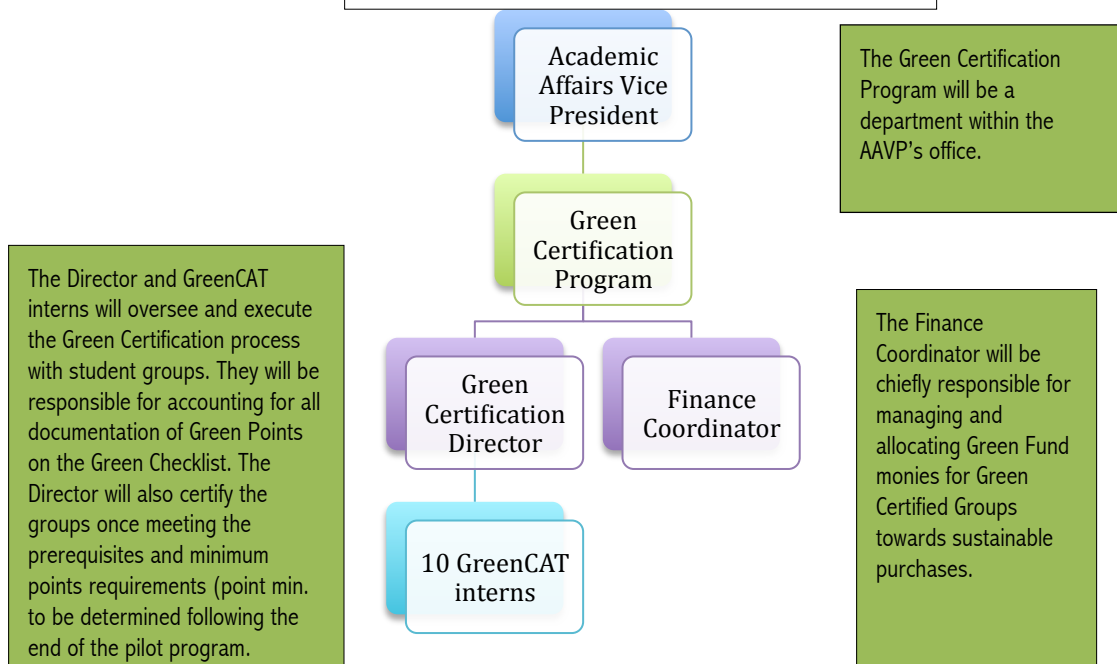 Academic
Affairs Vice
President
The Green Certification
Program will be a
department within the
AAVP's office.
Green
Certification
Program
The Director and GreenCAT
interns will oversee and execute
the Green Certification process
with student groups. They will be
responsible for accounting for all
documentation of Green Points
on the Green Checklist. The
Director will also certify the
groups once meeting the
prerequisites and minimum
points requirements (point min.
to be determined following the
end of the pilot program.
Green
Certification
Director
Finance
Coordinator
The Finance
Coordinator will be
chiefly responsible for
managing and
allocating Green Fund
monies for Green
Certified Groups
towards sustainable
purchases.
10 GreenCAT
interns